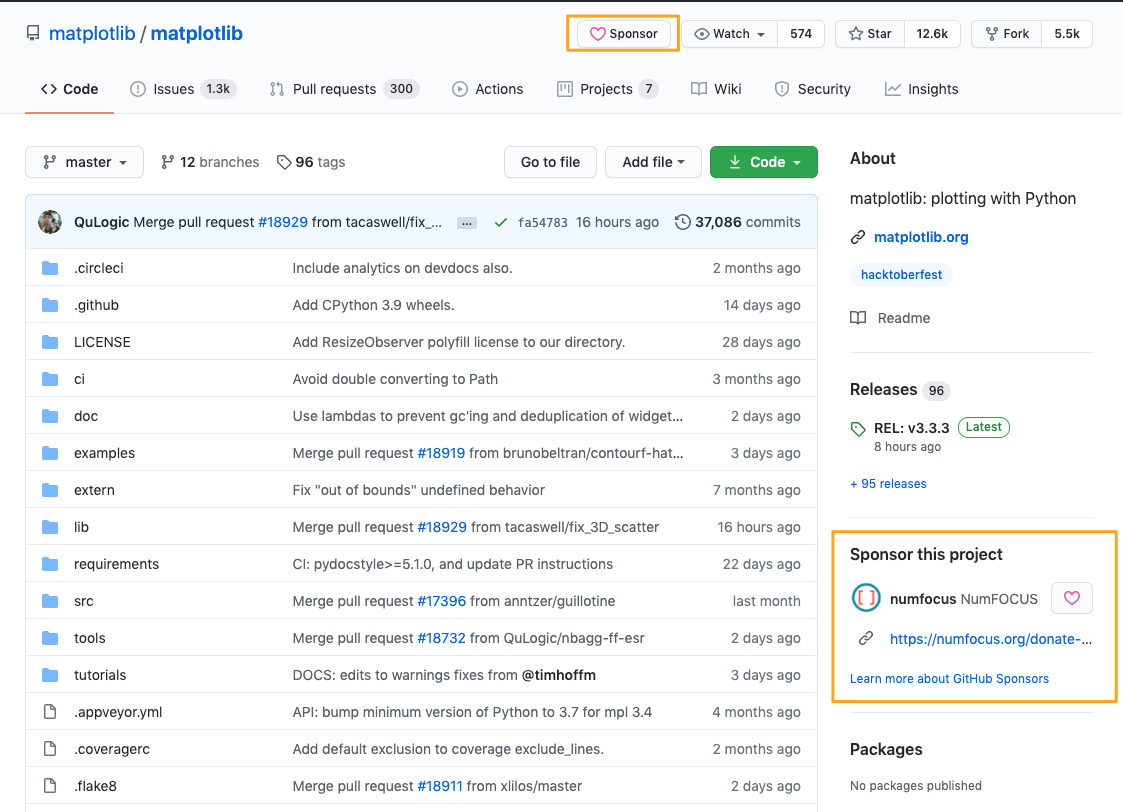 matplotlib / matplotlib
Sponsor
Watch 574
Star 12.6k
Fork 5.5k
Code
Issues 1.3k
Pull requests 300
Actions
Projects 7
Wiki
Security
Insights
master
12 branches
96 tags
Go to file
Add file
Code
QuLogic Merge pull request #18929 from tacaswell/fix_... ... fa54783 16 hours ago 37,086 commits
.circleci Include analytics on devdocs also. 2 months ago
.github Add CPython 3.9 wheels. 14 days ago
LICENSE Add ResizeObserver polyfill license to our directory. 28 days ago
ci Avoid double converting to Path 3 months ago
doc Use lambdas to prevent gc'ing and deduplication of widget... 2 days ago
examples Merge pull request #18919 from brunobeltran/contourf-hat... 3 days ago
extern Fix "out of bounds" undefined behavior 7 months ago
lib Merge pull request #18929 from tacaswell/fix_3D_scatter 16 hours ago
requirements CI: pydocstyle>=5.1.0, and update PR instructions 22 days ago
src Merge pull request #17396 from anntzer/guillotine last month
tools Merge pull request #18732 from QuLogic/nbagg-ff-esr 2 days ago
tutorials DOCS: edits to warnings fixes from @timhoffm 3 days ago
.appveyor.yml API: bump minimum version of Python to 3.7 for mpl 3.4 4 months ago
.coveragerc Add default exclusion to coverage exclude_lines. 2 months ago
.flake8 Merge pull request #18911 from xlilos/master 2 days ago
About
matplotlib: plotting with Python
matplotlib.org
hacktoberfest
Readme
Releases 96
REL: v3.3.3 Latest
8 hours ago
+ 95 releases
Sponsor this project
numfocus NumFOCUS
https://numfocus.org/donate-...
Learn more about GitHub Sponsors
Packages
No packages published